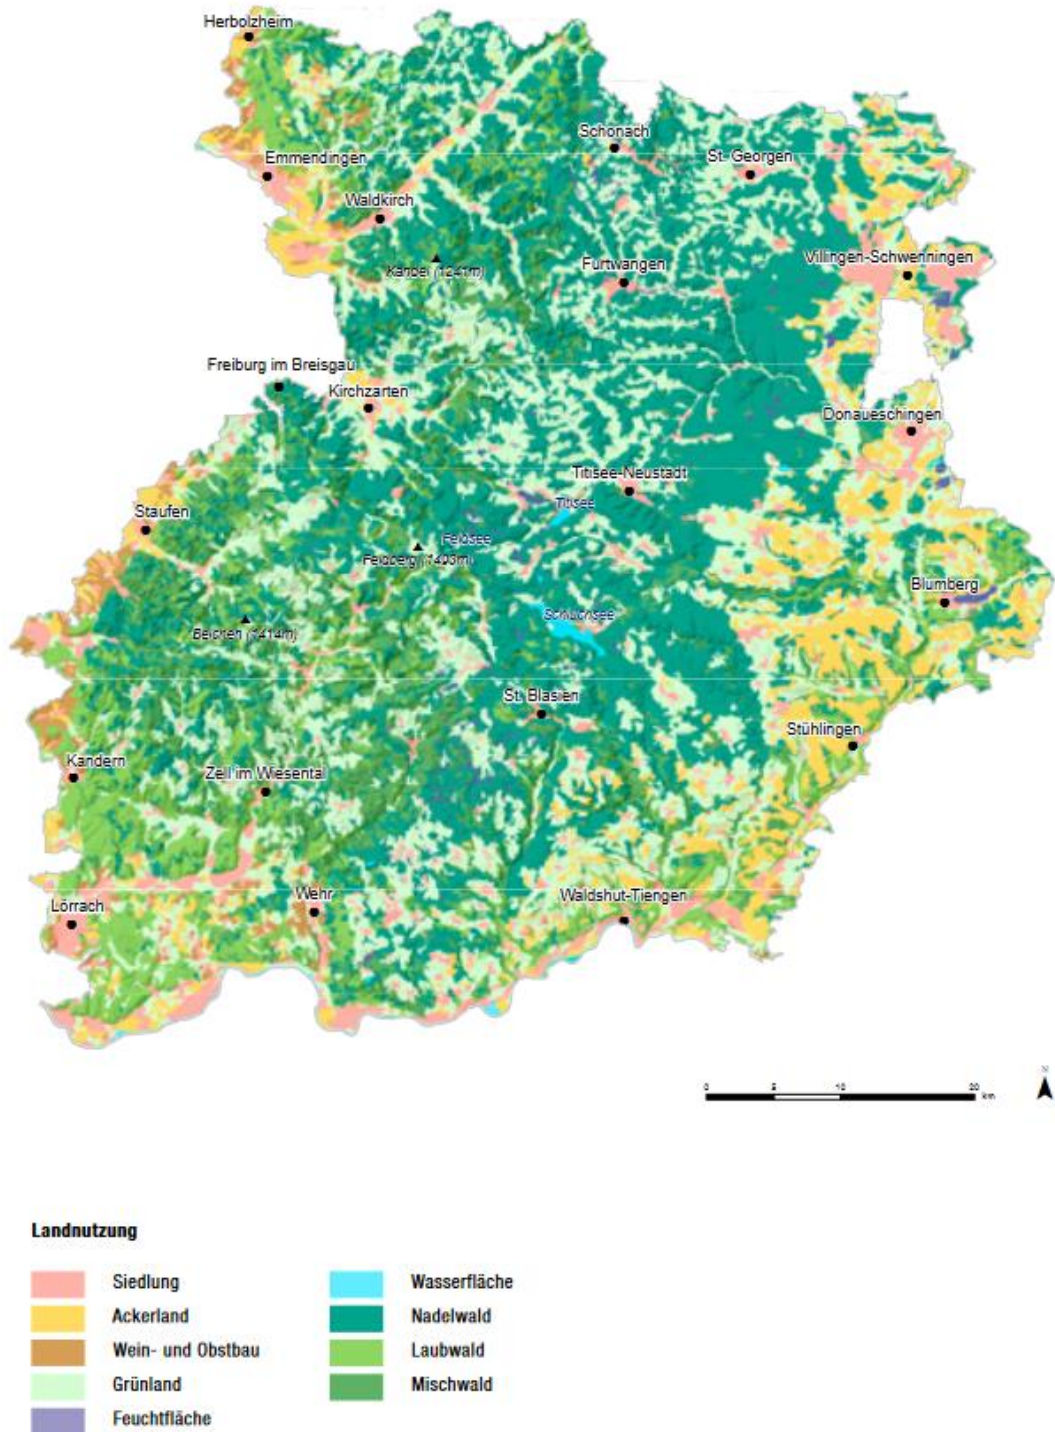 Herbolzheim
Schonach
St. Georgen
Emmendingen
Waldkirch
Kandel (1241m)
Furtwangen
Villingen-Schwenningen
Freiburg im Breisgau
Kirchzarten
Donaueschingen
Titisee-Neustadt
Titisee
Staufen
Feldsee
Feldberg (1493m)
Blumberg
Schluchsee
Belchen (1414m)
St. Blasien
Stühlingen
Kandern
Zell im Wiesental
Wehr
Waldshut-Tiengen
Lörrach
N
0 5 10 20
km
Landnutzung
Siedlung
Wasserfläche
Ackerland
Nadelwald
Wein- und Obstbau
Laubwald
Grünland
Mischwald
Feuchtfläche